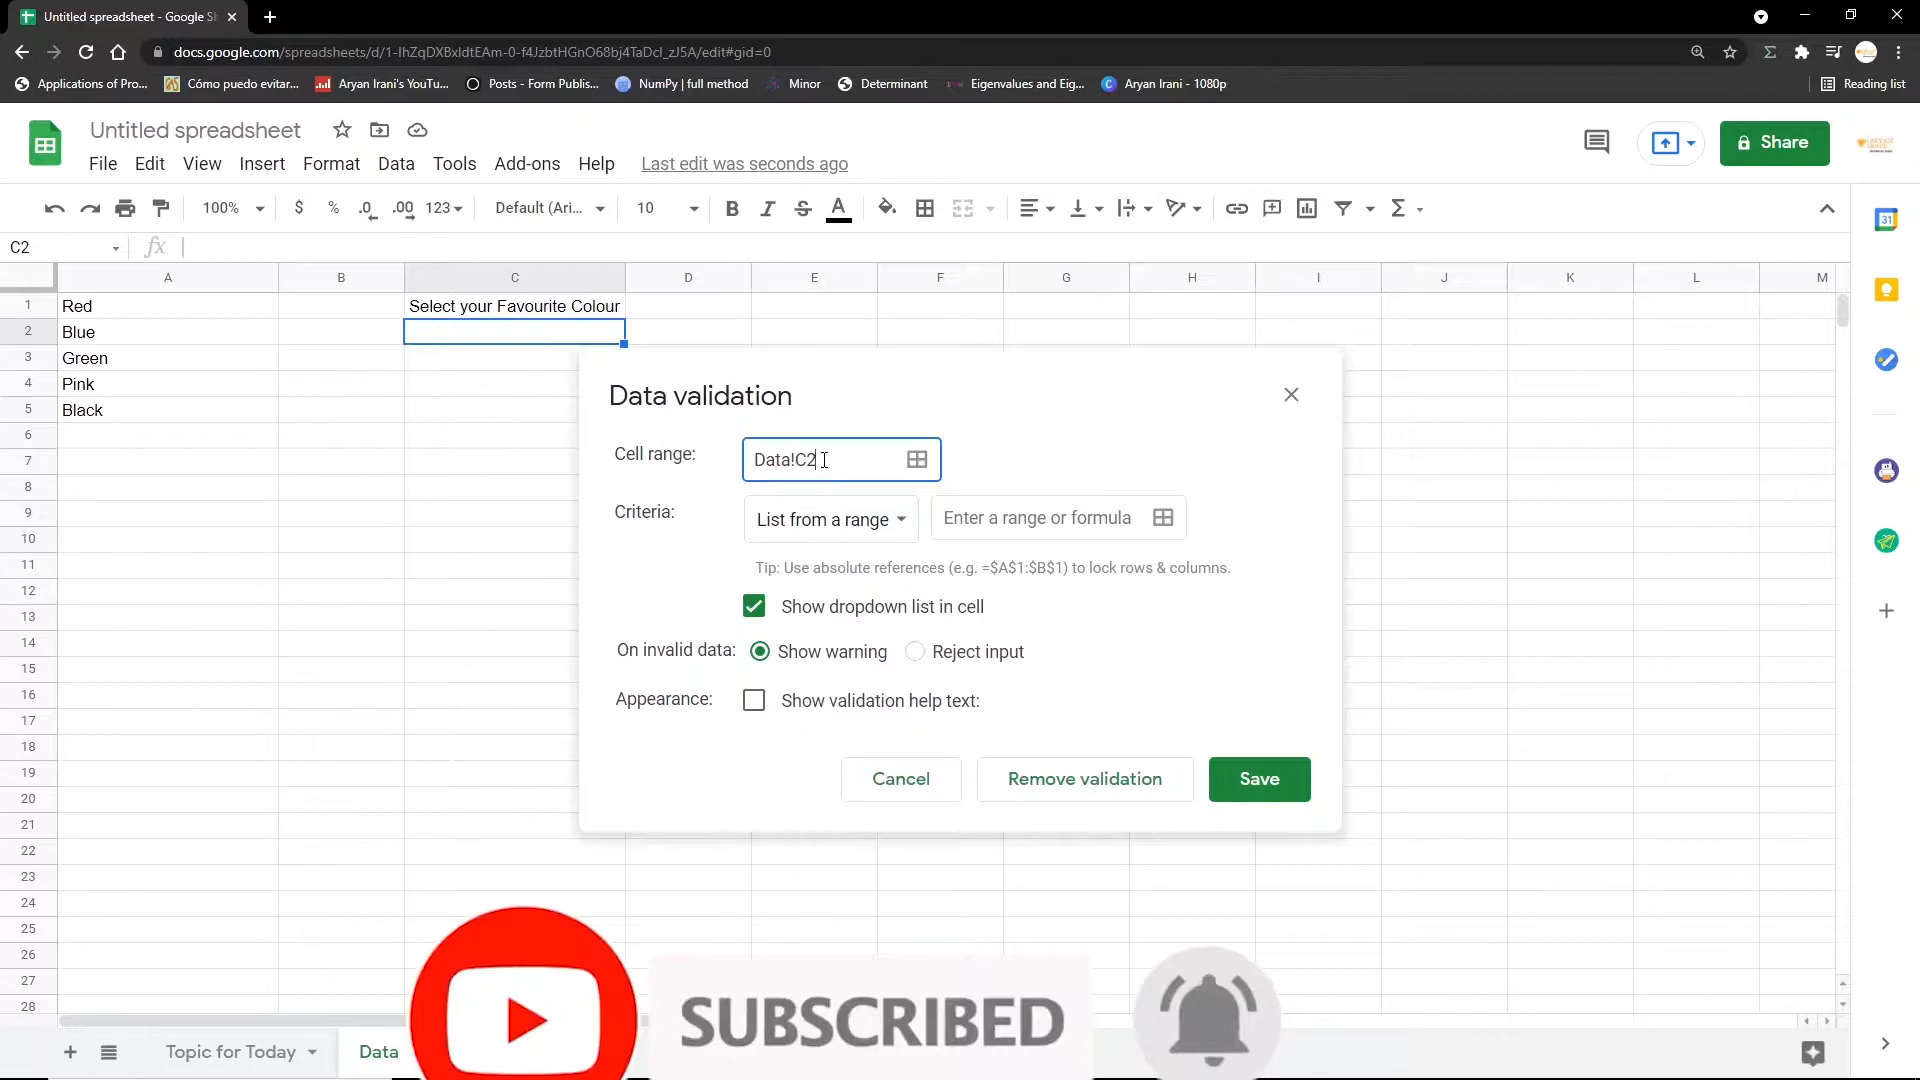 Untitled spreadsheet - Google S
docs.google.com/spreadsheets/d/1-IhZqDXBxldtEAm-0-f4JzbtHGnO68bj4TaDcI_zJ5A/edit#gid=0
Applications of Pro... Cómo puedo evitar... Aryan Irani's YouTu... Posts - Form Publis... NumPy | full method Minor Determinant Eigenvalues and Eig... Aryan Irani - 1080p Reading list
Untitled spreadsheet
File Edit View Insert Format Data Tools Add-ons Help Last edit was seconds ago
Share
100% $ % .0 .00 123 Default (Ari... 10 B I S A Σ
C2 fx
A B C D E F G H I J K L M
1 Red Select your Favourite Colour
2 Blue
3 Green
4 Pink
5 Black
6
7
8
9
10
11
12
13
14
15
16
17
18
19
20
21
22
23
24
25
26
27
28
Data validation
Cell range: Data!C2
Criteria: List from a range Enter a range or formula
Tip: Use absolute references (e.g. =$A$1:$B$1) to lock rows & columns.
Show dropdown list in cell
On invalid data: Show warning Reject input
Appearance: Show validation help text:
Cancel Remove validation Save
SUBSCRIBED
Topic for Today Data